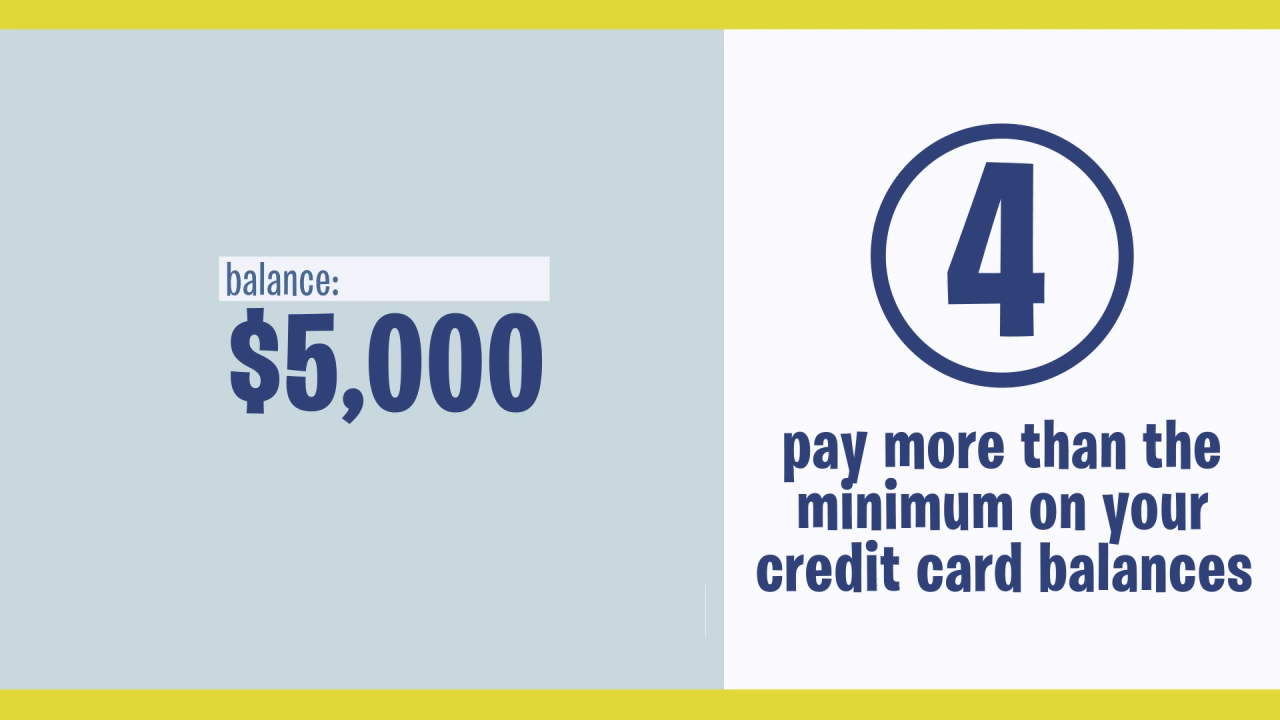 balance:
$5,000
4
pay more than the
minimum on your
credit card balances